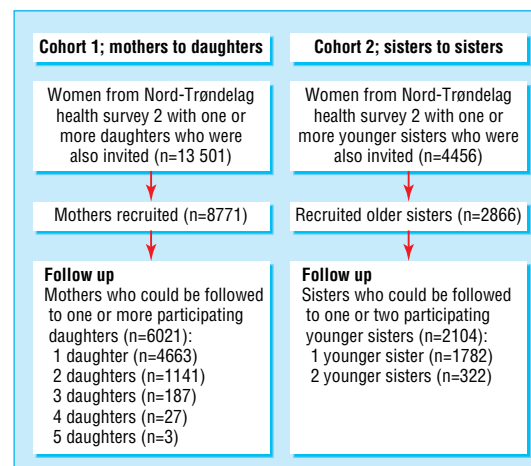 Cohort 1; mothers to daughters
Women from Nord-Trøndelag
health survey 2 with one or
more daughters who were
also invited (n=13 501)
Mothers recruited (n=8771)
Follow up
Mothers who could be followed
to one or more participating
daughters (n=6021):
1 daughter (n=4663)
2 daughters (n=1141)
3 daughters (n=187)
4 daughters (n=27)
5 daughters (n=3)
Cohort 2; sisters to sisters
Women from Nord-Trøndelag
health survey 2 with one or
more younger sisters who were
also invited (n=4456)
Recruited older sisters (n=2866)
Follow up
Sisters who could be followed
to one or two participating
younger sisters (n=2104):
1 younger sister (n=1782)
2 younger sisters (n=322)